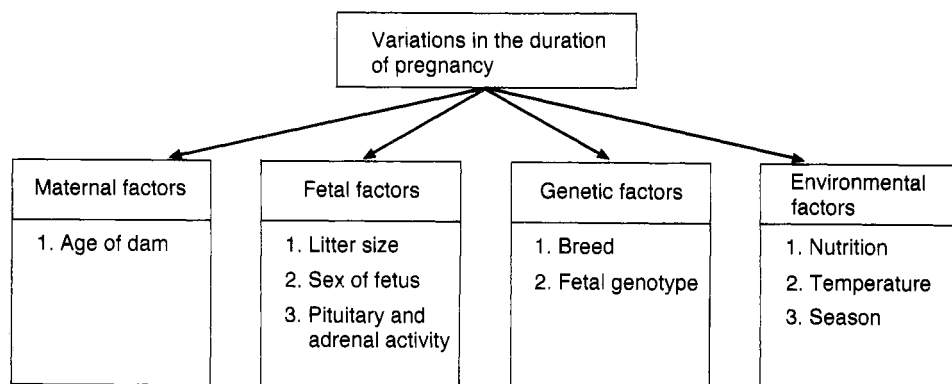 Variations in the duration
of pregnancy
Maternal factors
1. Age of dam
Fetal factors
1. Litter size
2. Sex of fetus
3. Pituitary and
adrenal activity
Genetic factors
1. Breed
2. Fetal genotype
Environmental
factors
1. Nutrition
2. Temperature
3. Season